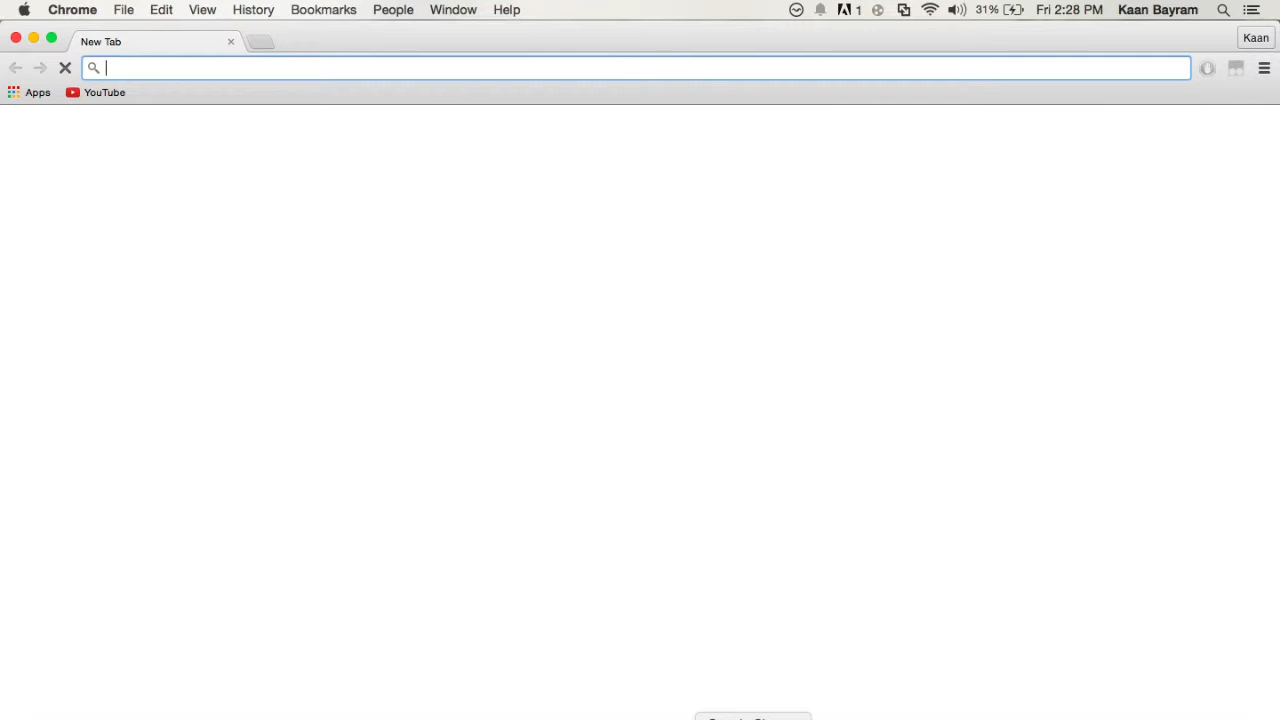 Chrome File Edit View History Bookmarks People Window Help 1 31% Fri 2:28 PM Kaan Bayram
New Tab Kaan
Apps YouTube